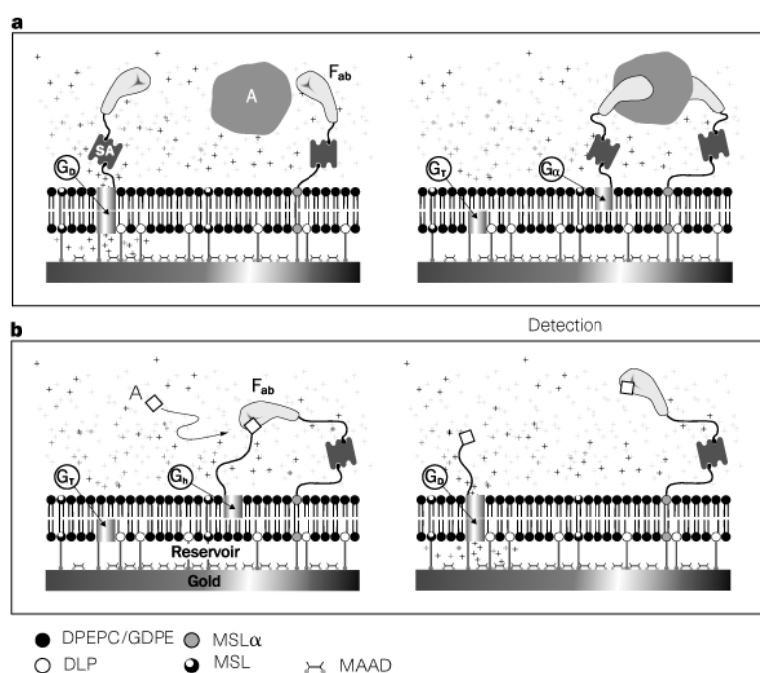 a
A
Fab
SA
GD
GT
Gα
Detection
b
A
Fab
GT
Gh
GD
Reservoir
Gold
DPEPC/GDPE
MSLα
DLP
MSL
MAAD